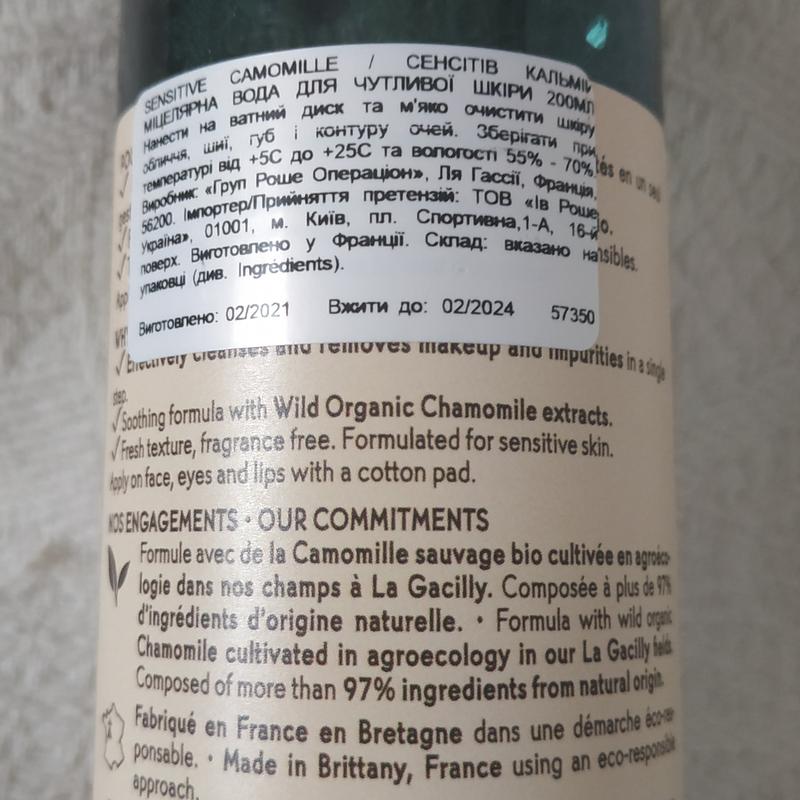 SENSITIVE CAMOMILLE / СЕНСІТІВ КАЛЬМІН
МІЦЕЛЯРНА ВОДА ДЛЯ ЧУТЛИВОЇ ШКІРИ 200МЛ
Нанести на ватний диск та м'яко очистити шкіру
обличчя, шиї, губ і контуру очей. Зберігати при
температурі від +5С до +25С та вологості 55% - 70%
Виробник: «Груп Роше Операціон», Ля Гассії, Франція,
56200. Імпортер/Прийняття претензій: ТОВ «Ів Роше
Україна», 01001, м. Київ, пл. Спортивна,1-А, 16-й
поверх. Виготовлено у Франції. Склад: вказано на
упаковці (див. Ingredients).
Виготовлено: 02/2021 Вжити до: 02/2024 57350
en un
Effectively cleanses and removes makeup and impurities in a single
step.
✓Soothing formula with Wild Organic Chamomile extracts.
✓Fresh texture, fragrance free. Formulated for sensitive skin.
Apply on face, eyes and lips with a cotton pad.
NOS ENGAGEMENTS • OUR COMMITMENTS
Formule avec de la Camomille sauvage bio cultivée en agroéco-
logie dans nos champs à La Gacilly. Composée à plus de 97%
d'ingrédients d'origine naturelle. • Formula with wild organic
Chamomile cultivated in agroecology in our La Gacilly fields.
Composed of more than 97% ingredients from natural origin.
Fabriqué en France en Bretagne dans une démarche éco-res-
ponsable. • Made in Brittany, France using an eco-responsible
approach.